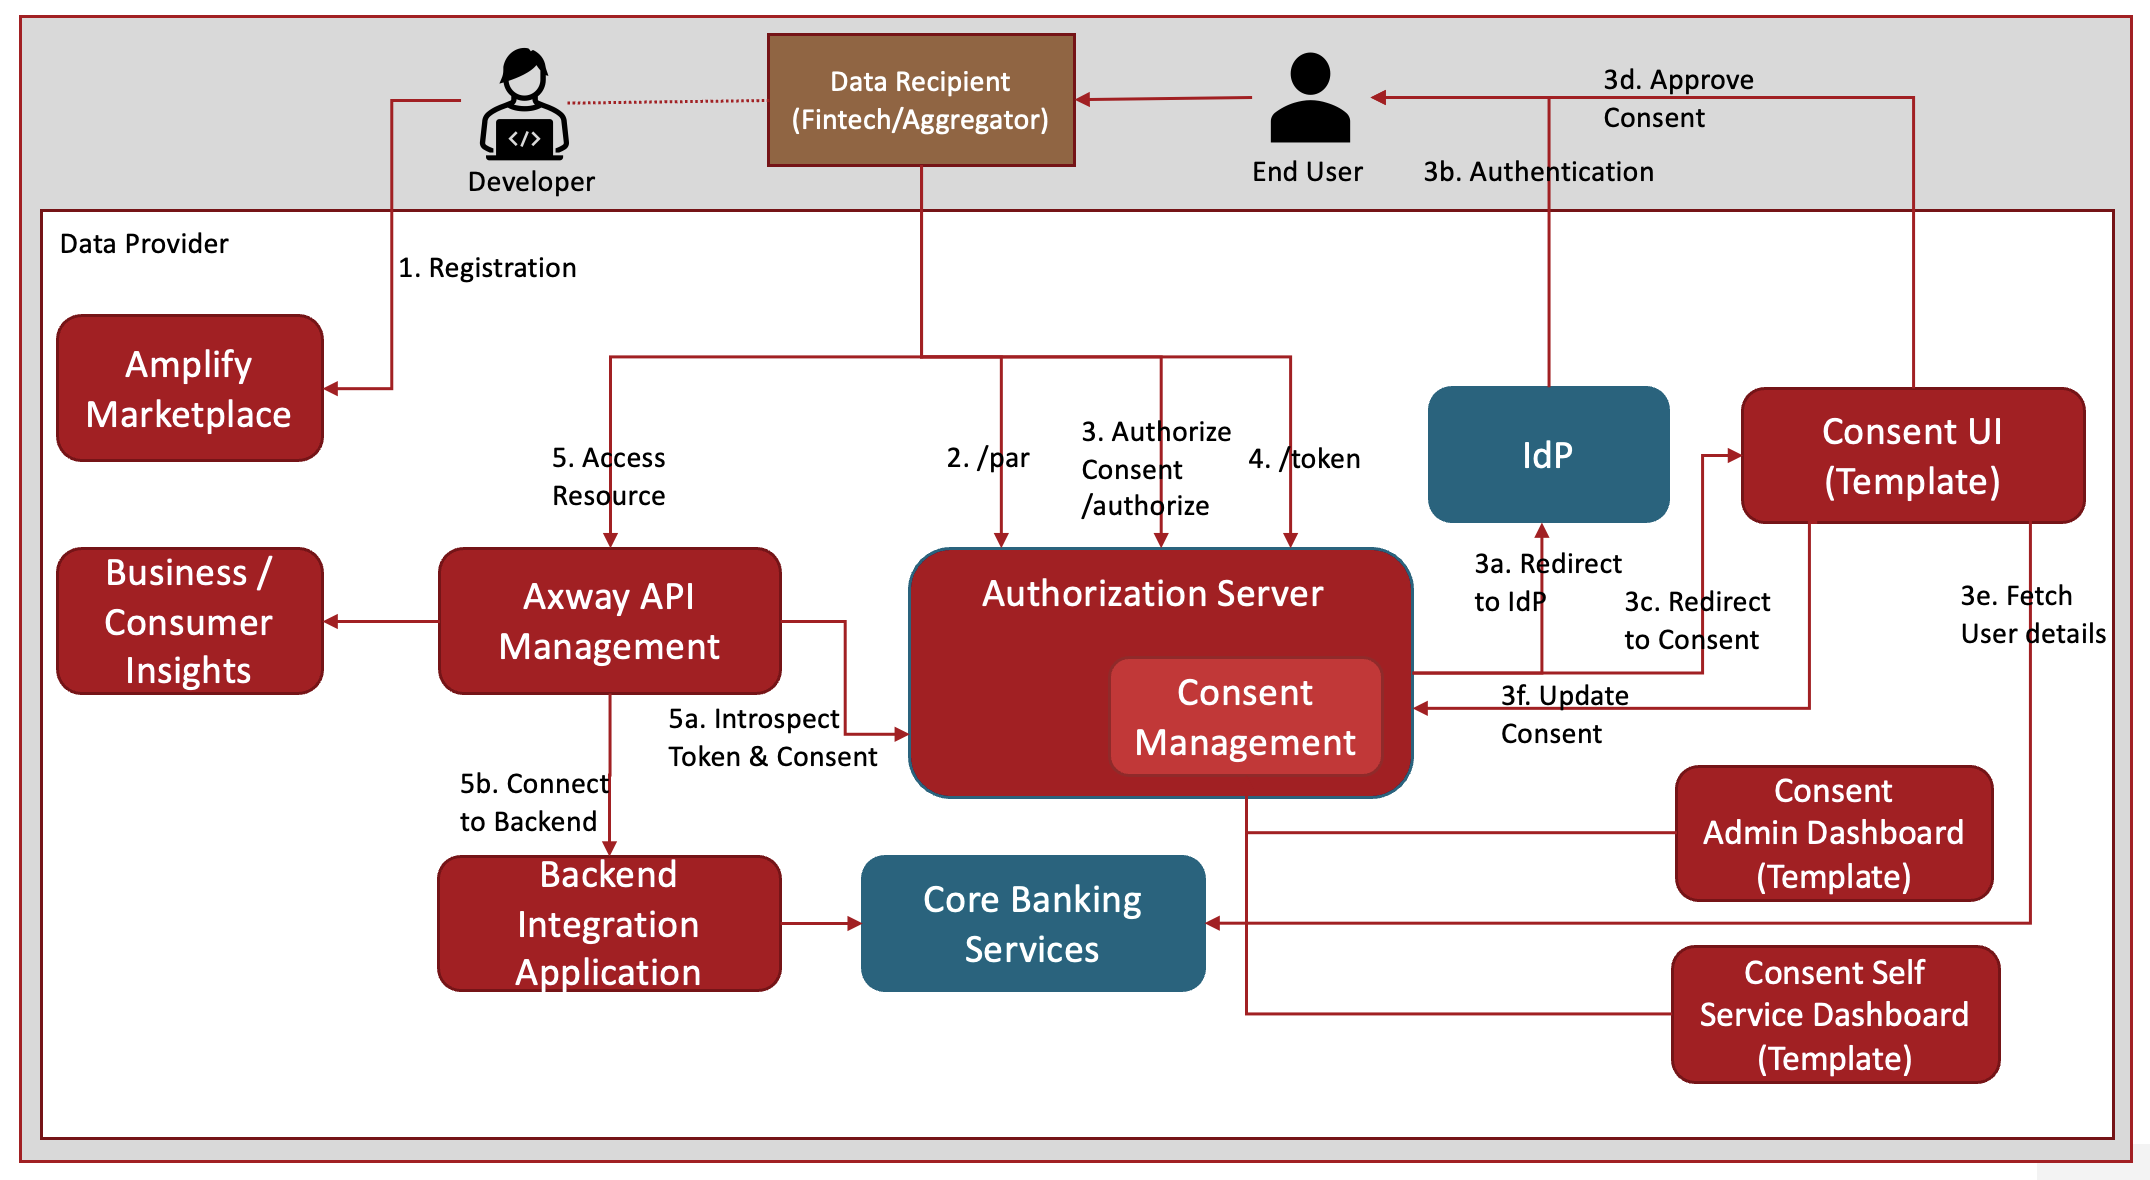 Data Recipient
(Fintech/Aggregator)
3d. Approve
Consent
</>
Developer
End User
3b. Authentication
Data Provider
1. Registration
Amplify
Marketplace
5. Access
Resource
2. /par
3. Authorize
Consent
/authorize
4. /token
IdP
Consent UI
(Template)
Business /
Consumer
Insights
Axway API
Management
Authorization Server
Consent
Management
3a. Redirect
to IdP
3c. Redirect
to Consent
3e. Fetch
User details
3f. Update
Consent
5a. Introspect
Token & Consent
5b. Connect
to Backend
Consent
Admin Dashboard
(Template)
Backend
Integration
Application
Core Banking
Services
Consent Self
Service Dashboard
(Template)